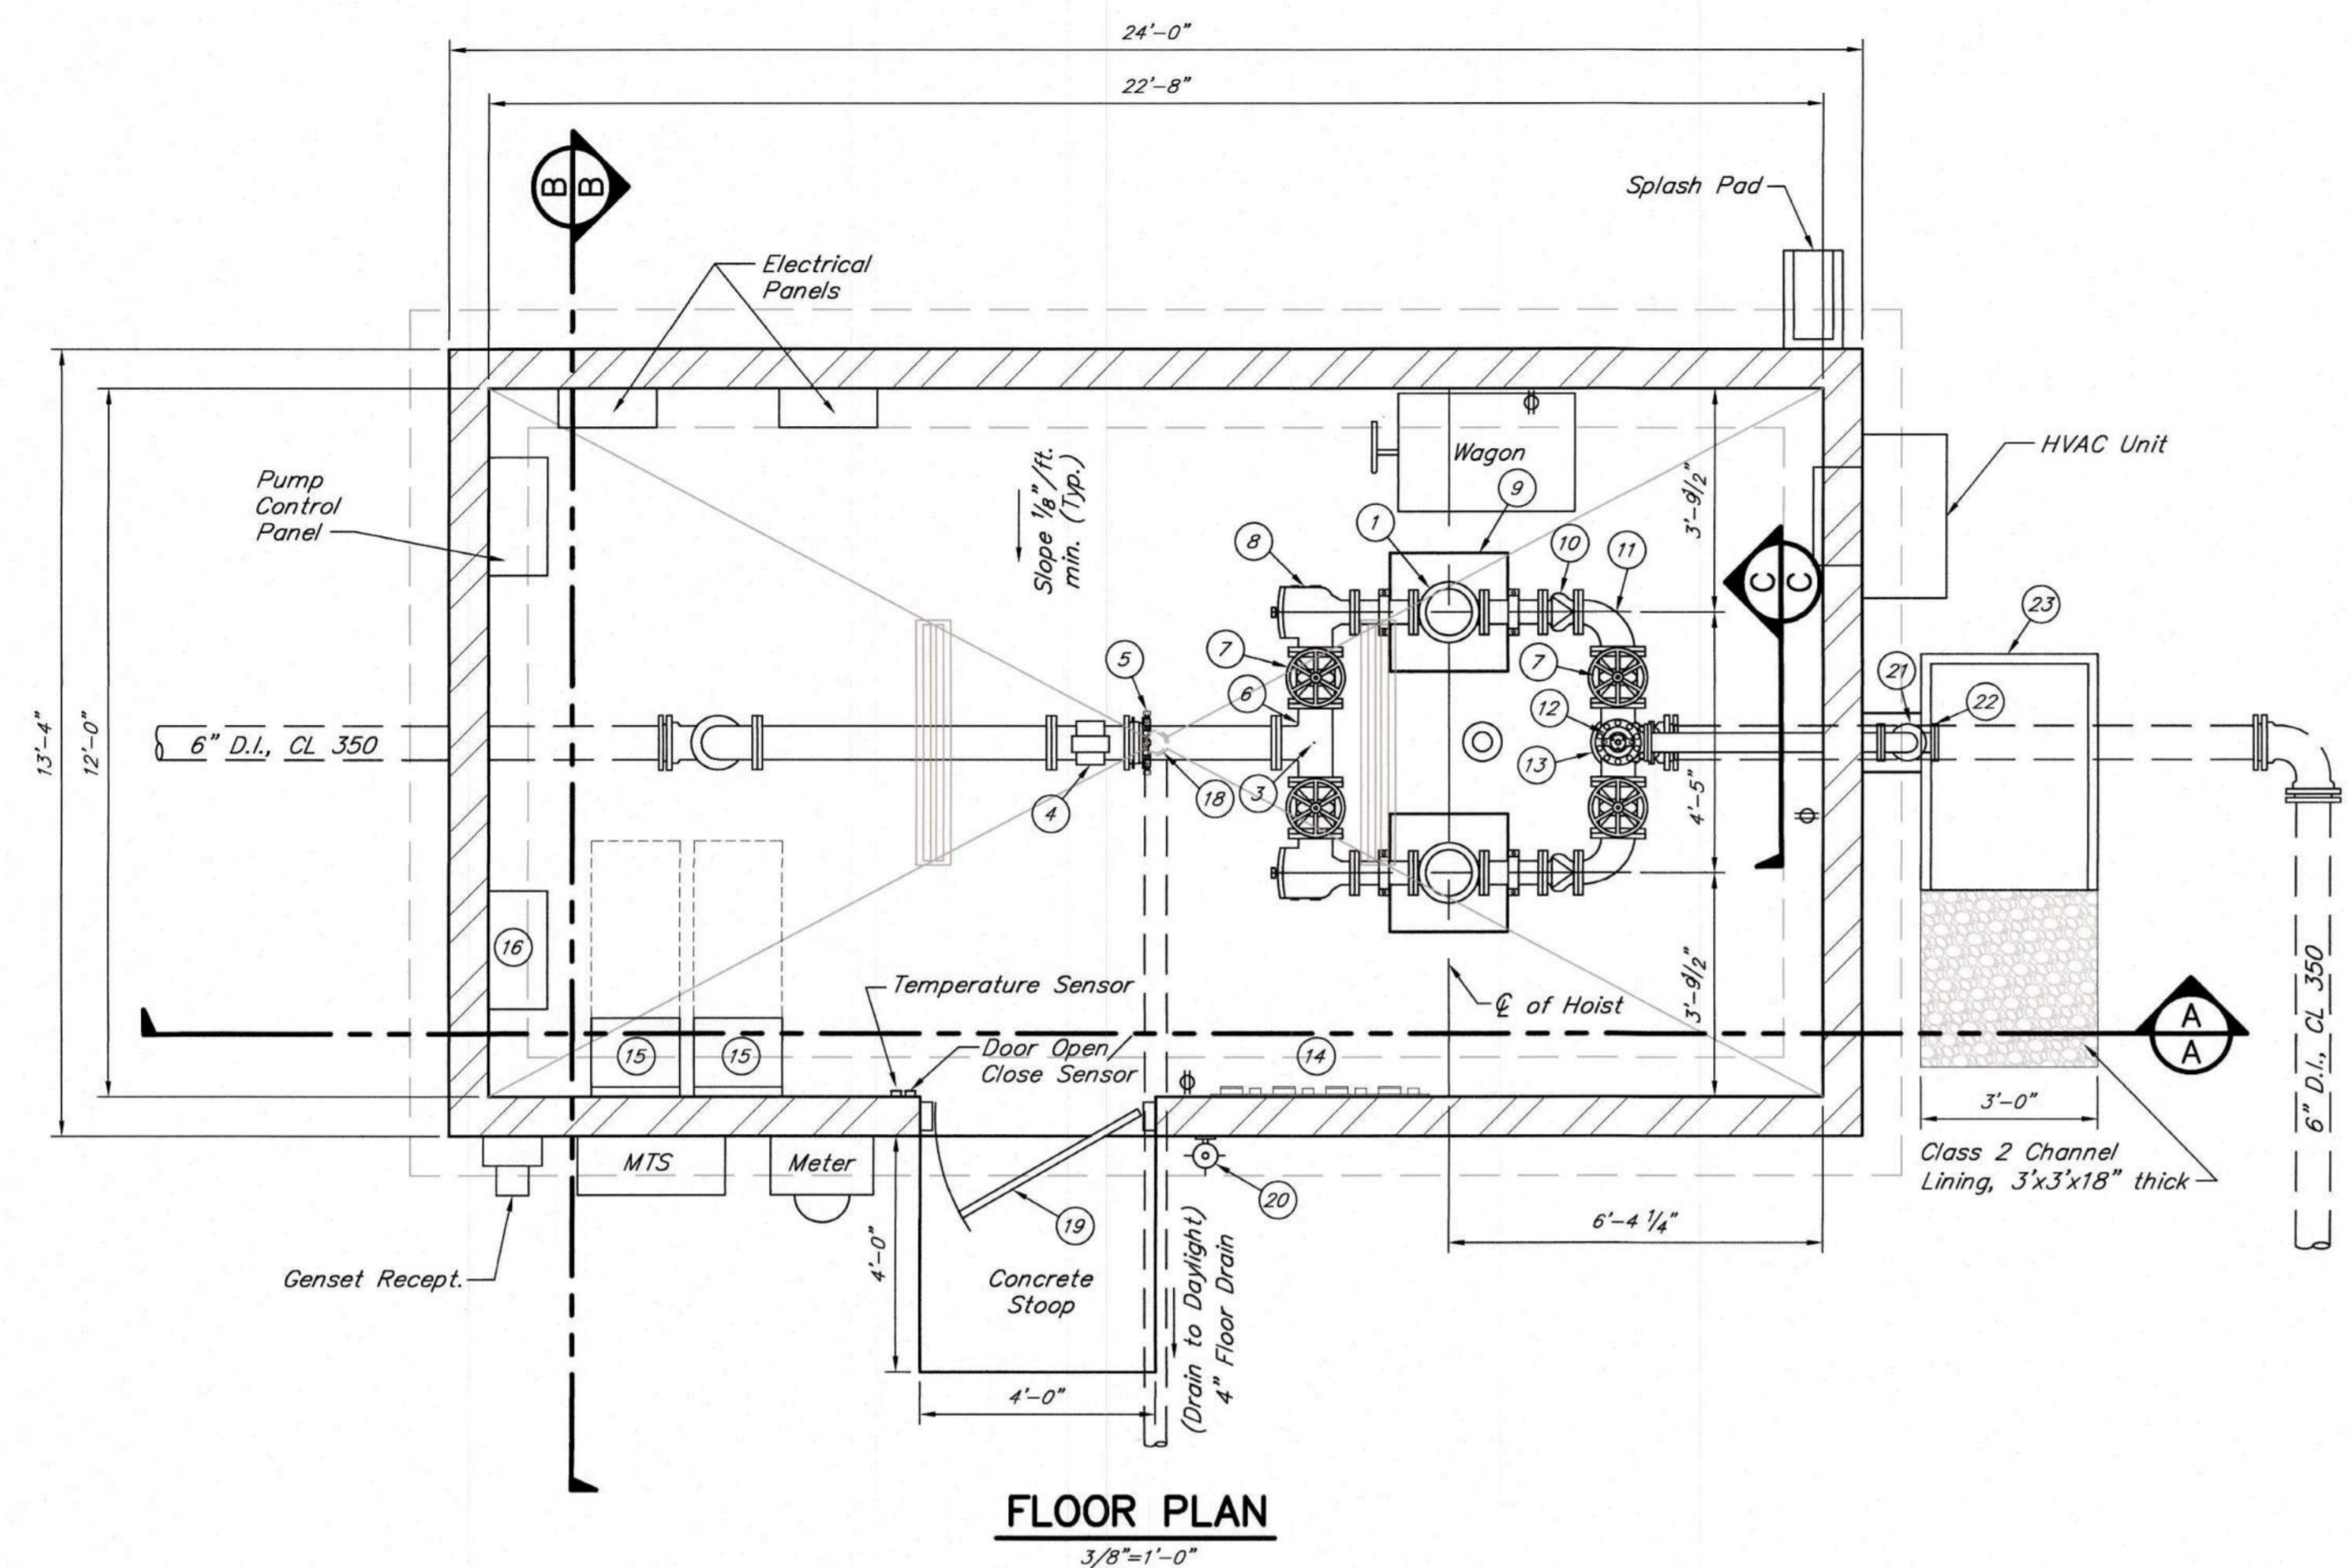 24'-0"
22'-8"
B
B
Splash Pad
Electrical
Panels
HVAC Unit
Pump
Control
Panel
Slope 1/8"/ft.
min. (Typ.)
Wagon
3'-9 1/2"
9
1
10
11
8
C
C
23
7
5
7
6
21
22
12
6" D.I., CL 350
13
4
18
3
4'-5"
13'-4"
12'-0"
16
Temperature Sensor
℄ of Hoist
3'-9 1/2"
6" D.I., CL 350
A
A
15
15
Door Open
Close Sensor
14
3'-0"
MTS
Meter
Class 2 Channel
Lining, 3'x3'x18" thick
20
19
6'-4 1/4"
4'-0"
Genset Recept.
Concrete
Stoop
(Drain to Daylight)
4" Floor Drain
4'-0"
FLOOR PLAN
3/8"=1'-0"